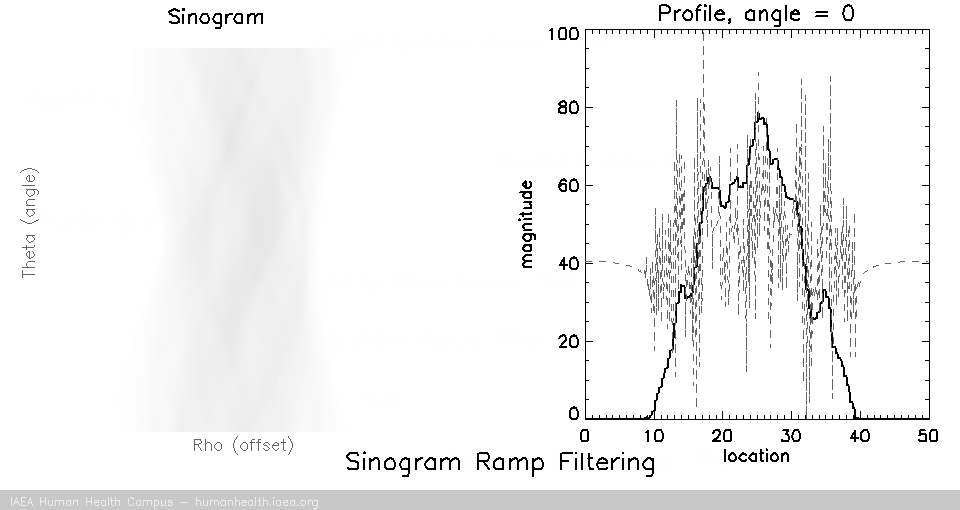 Sinogram
Theta (angle)
Rho (offset)
Profile, angle = 0
magnitude
100
80
60
40
20
0
0 10 20 30 40 50
location
Sinogram Ramp Filtering
IAEA Human Health Campus – humanhealth.iaea.org